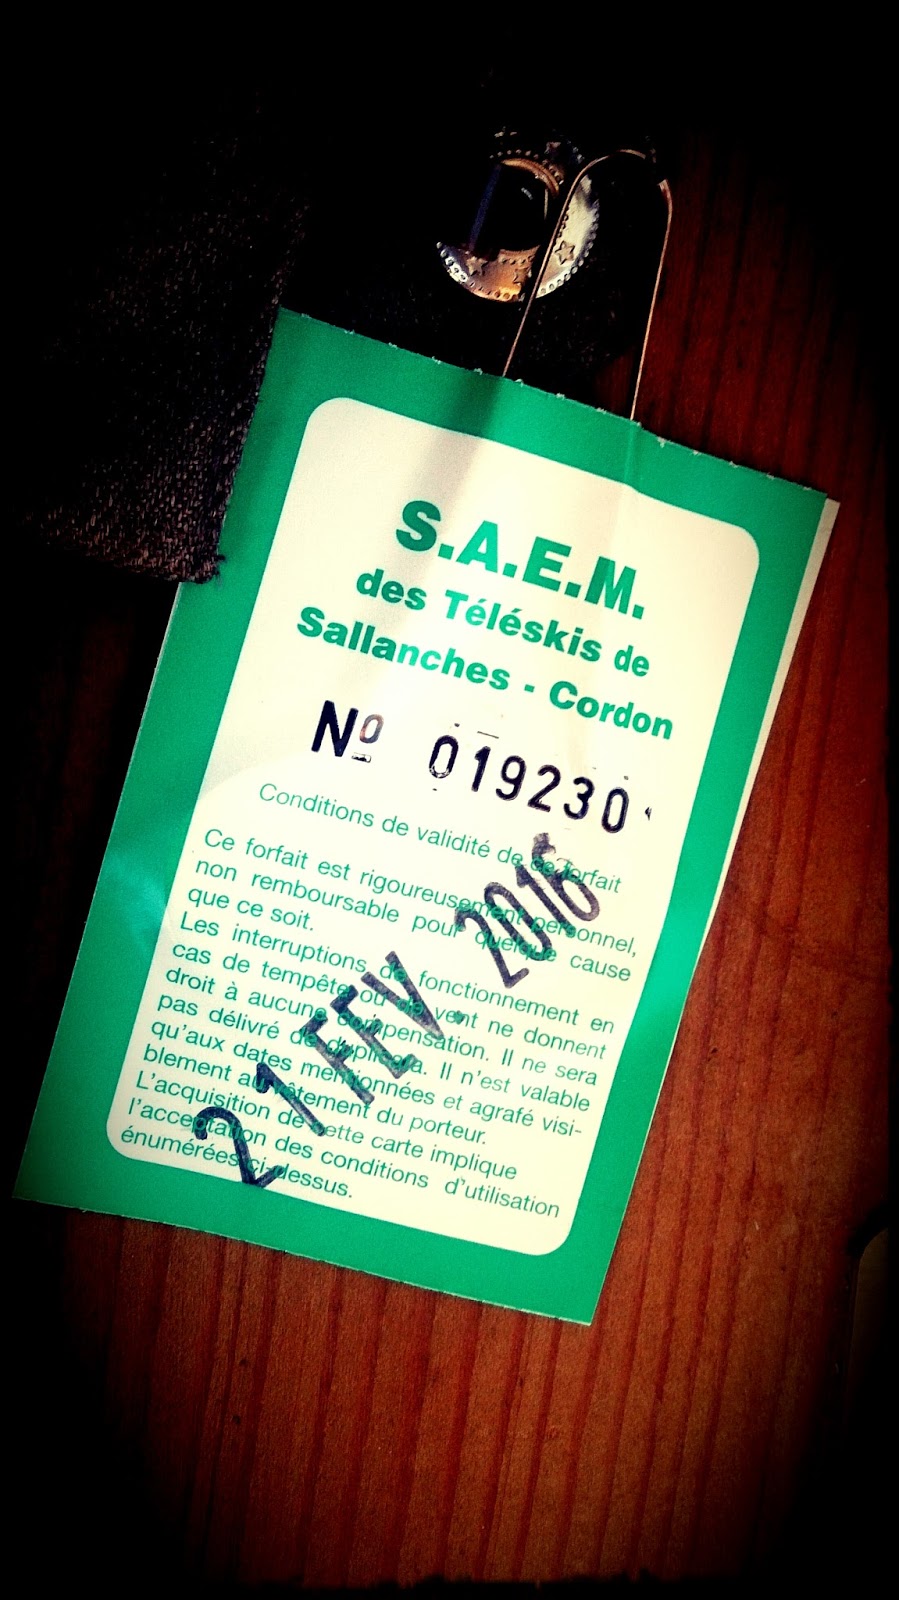 S.A.E.M.
des Téléskis de
Sallanches - Cordon
Nº 019230
Conditions de validité de ce forfait
Ce forfait est rigoureusement personnel,
non remboursable pour quelque cause
que ce soit.
Les interruptions de fonctionnement en
cas de tempête ou de vent ne donnent
droit à aucune compensation. Il ne sera
pas délivré de duplicata. Il n'est valable
qu'aux dates mentionnées et agrafé visi-
blement au vêtement du porteur.
L'acquisition de cette carte implique
l'acceptation des conditions d'utilisation
énumérées ci-dessus.
21 FEV. 2016